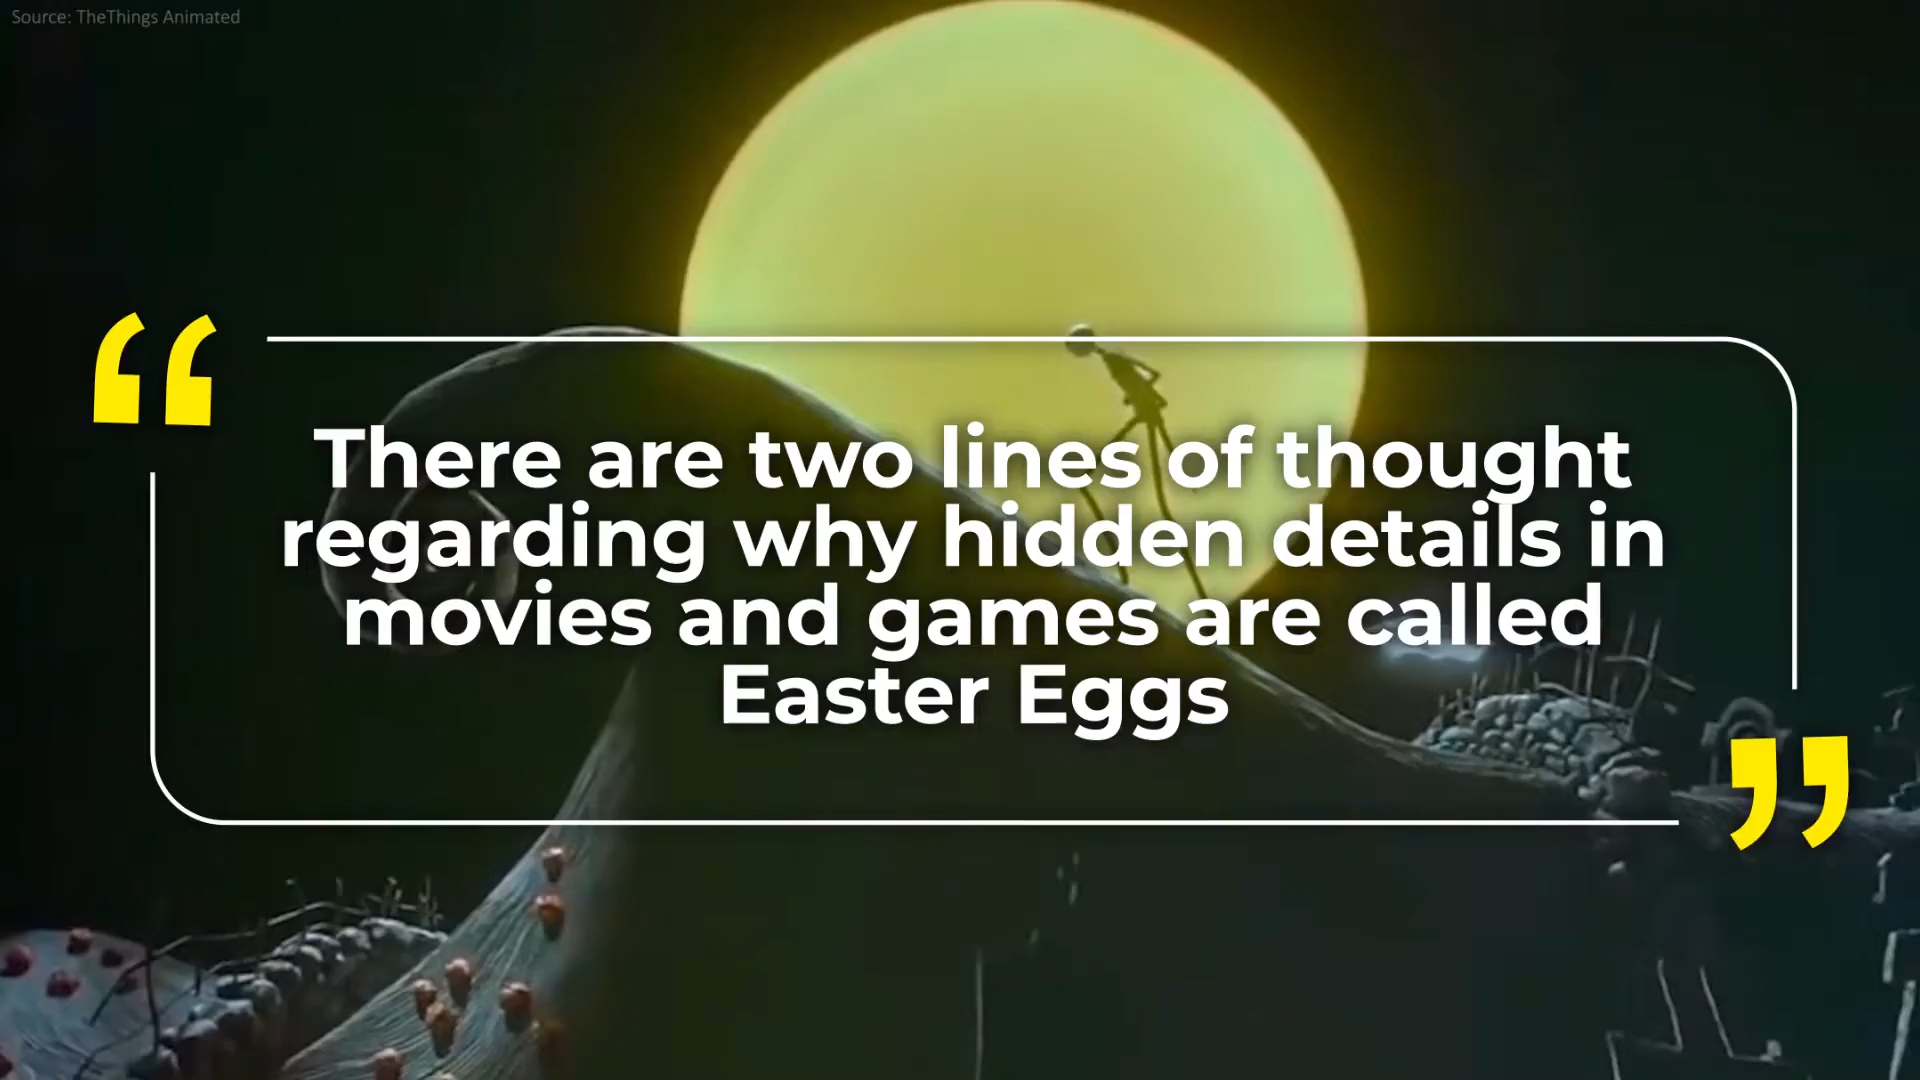 Source: TheThings Animated
“
There are two lines of thought
regarding why hidden details in
movies and games are called
Easter Eggs
”